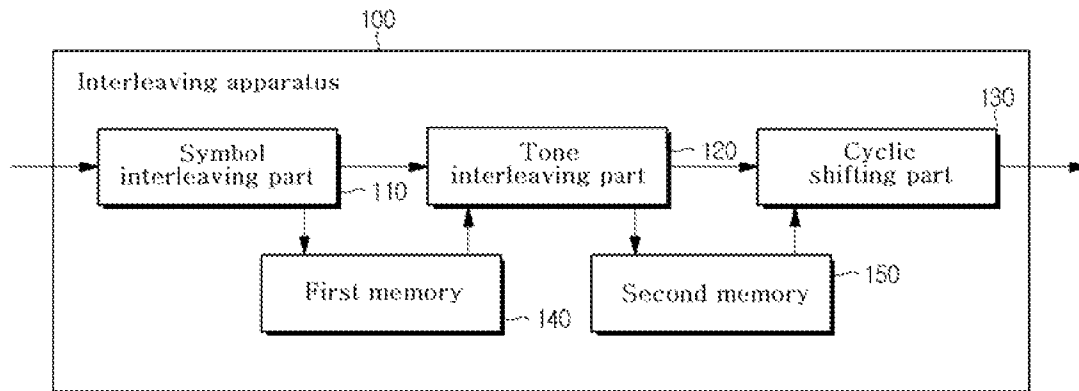 100
Interleaving apparatus
130
Symbol
interleaving part
110
Tone
interleaving part
120
Cyclic
shifting part
First memory
140
Second memory
150